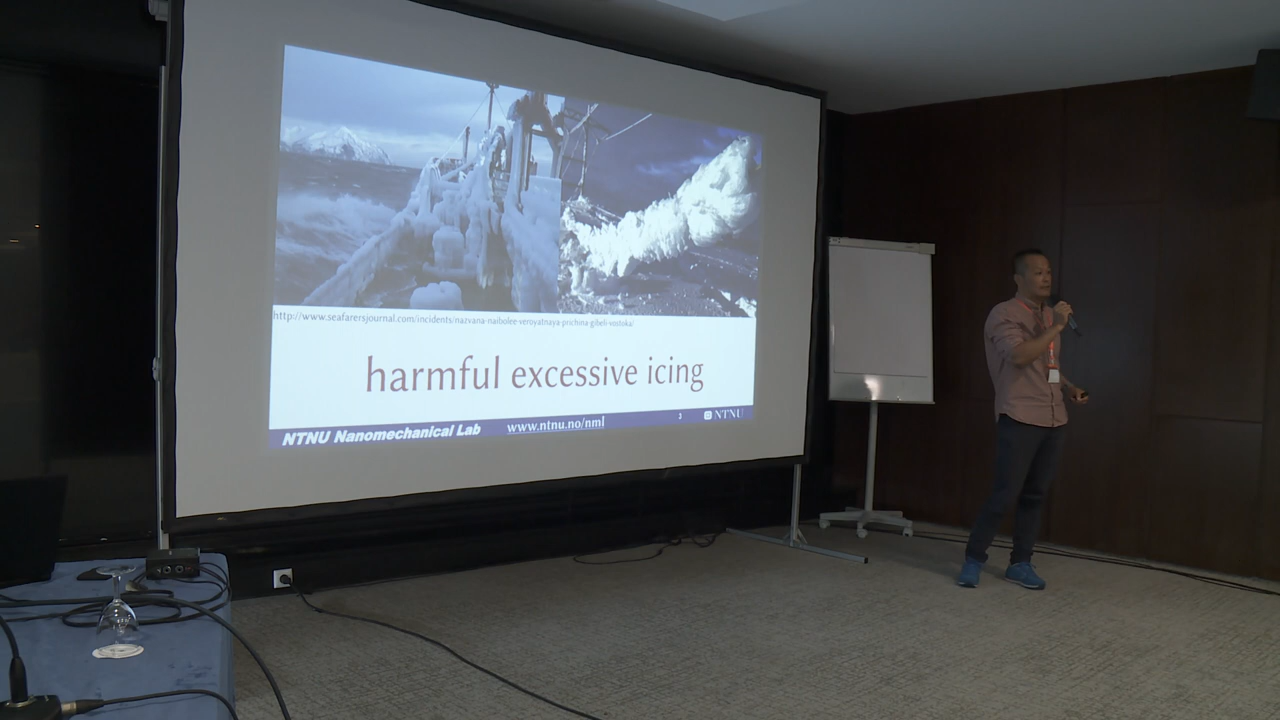 http://www.seafarersjournal.com/incidents/nazvana-naibolee-veroyatnaya-prichina-gibeli-vostoka/
harmful excessive icing
NTNU Nanomechanical Lab www.ntnu.no/nml 3 NTNU